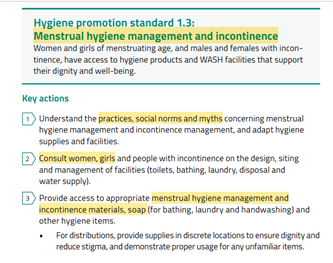 Hygiene promotion standard 1.3:
Menstrual hygiene management and incontinence
Women and girls of menstruating age, and males and females with incon-
tinence, have access to hygiene products and WASH facilities that support
their dignity and well-being.
Key actions
1 Understand the practices, social norms and myths concerning menstrual
hygiene management and incontinence management, and adapt hygiene
supplies and facilities.
2 Consult women, girls and people with incontinence on the design, siting
and management of facilities (toilets, bathing, laundry, disposal and
water supply).
3 Provide access to appropriate menstrual hygiene management and
incontinence materials, soap (for bathing, laundry and handwashing) and
other hygiene items.
• For distributions, provide supplies in discrete locations to ensure dignity and
reduce stigma, and demonstrate proper usage for any unfamiliar items.